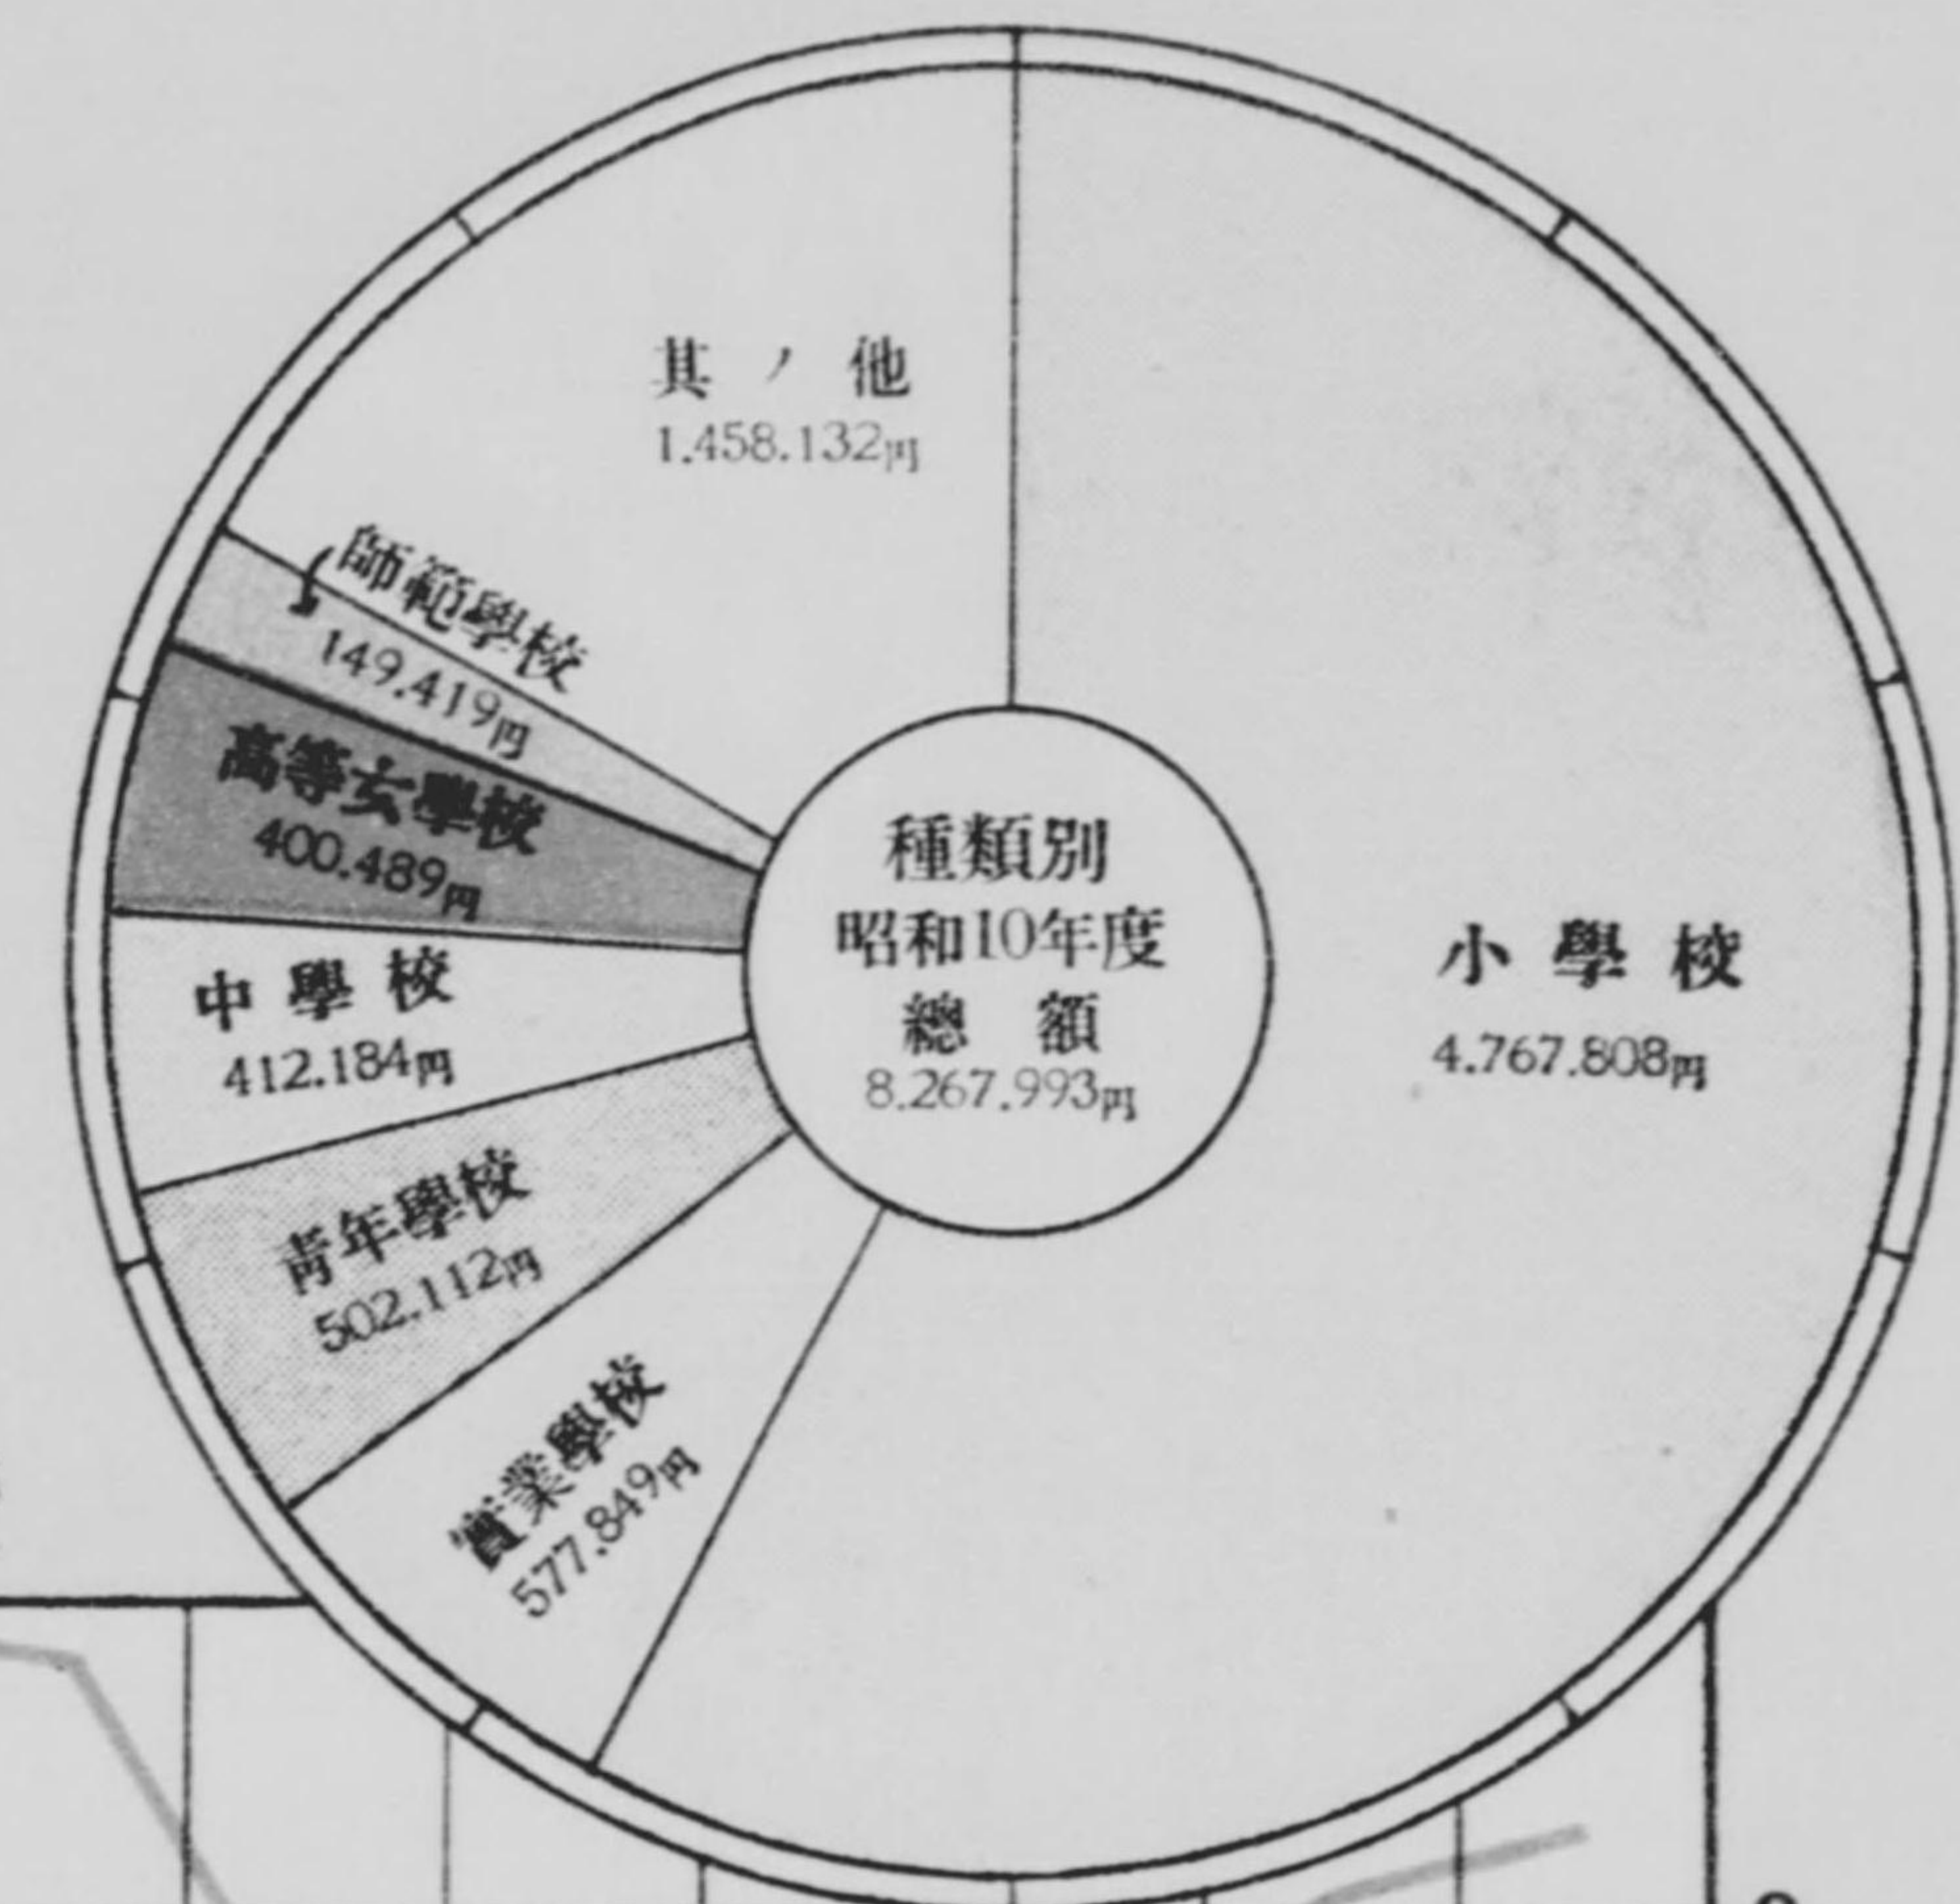 種類別
昭和10年度
總額
8.267.993円
小學校
4.767.808円
實業學校
577.849円
靑年學校
502.112円
中學校
412.184円
高等女學校
400.489円
師範學校
149.419円
其ノ他
1.458.132円